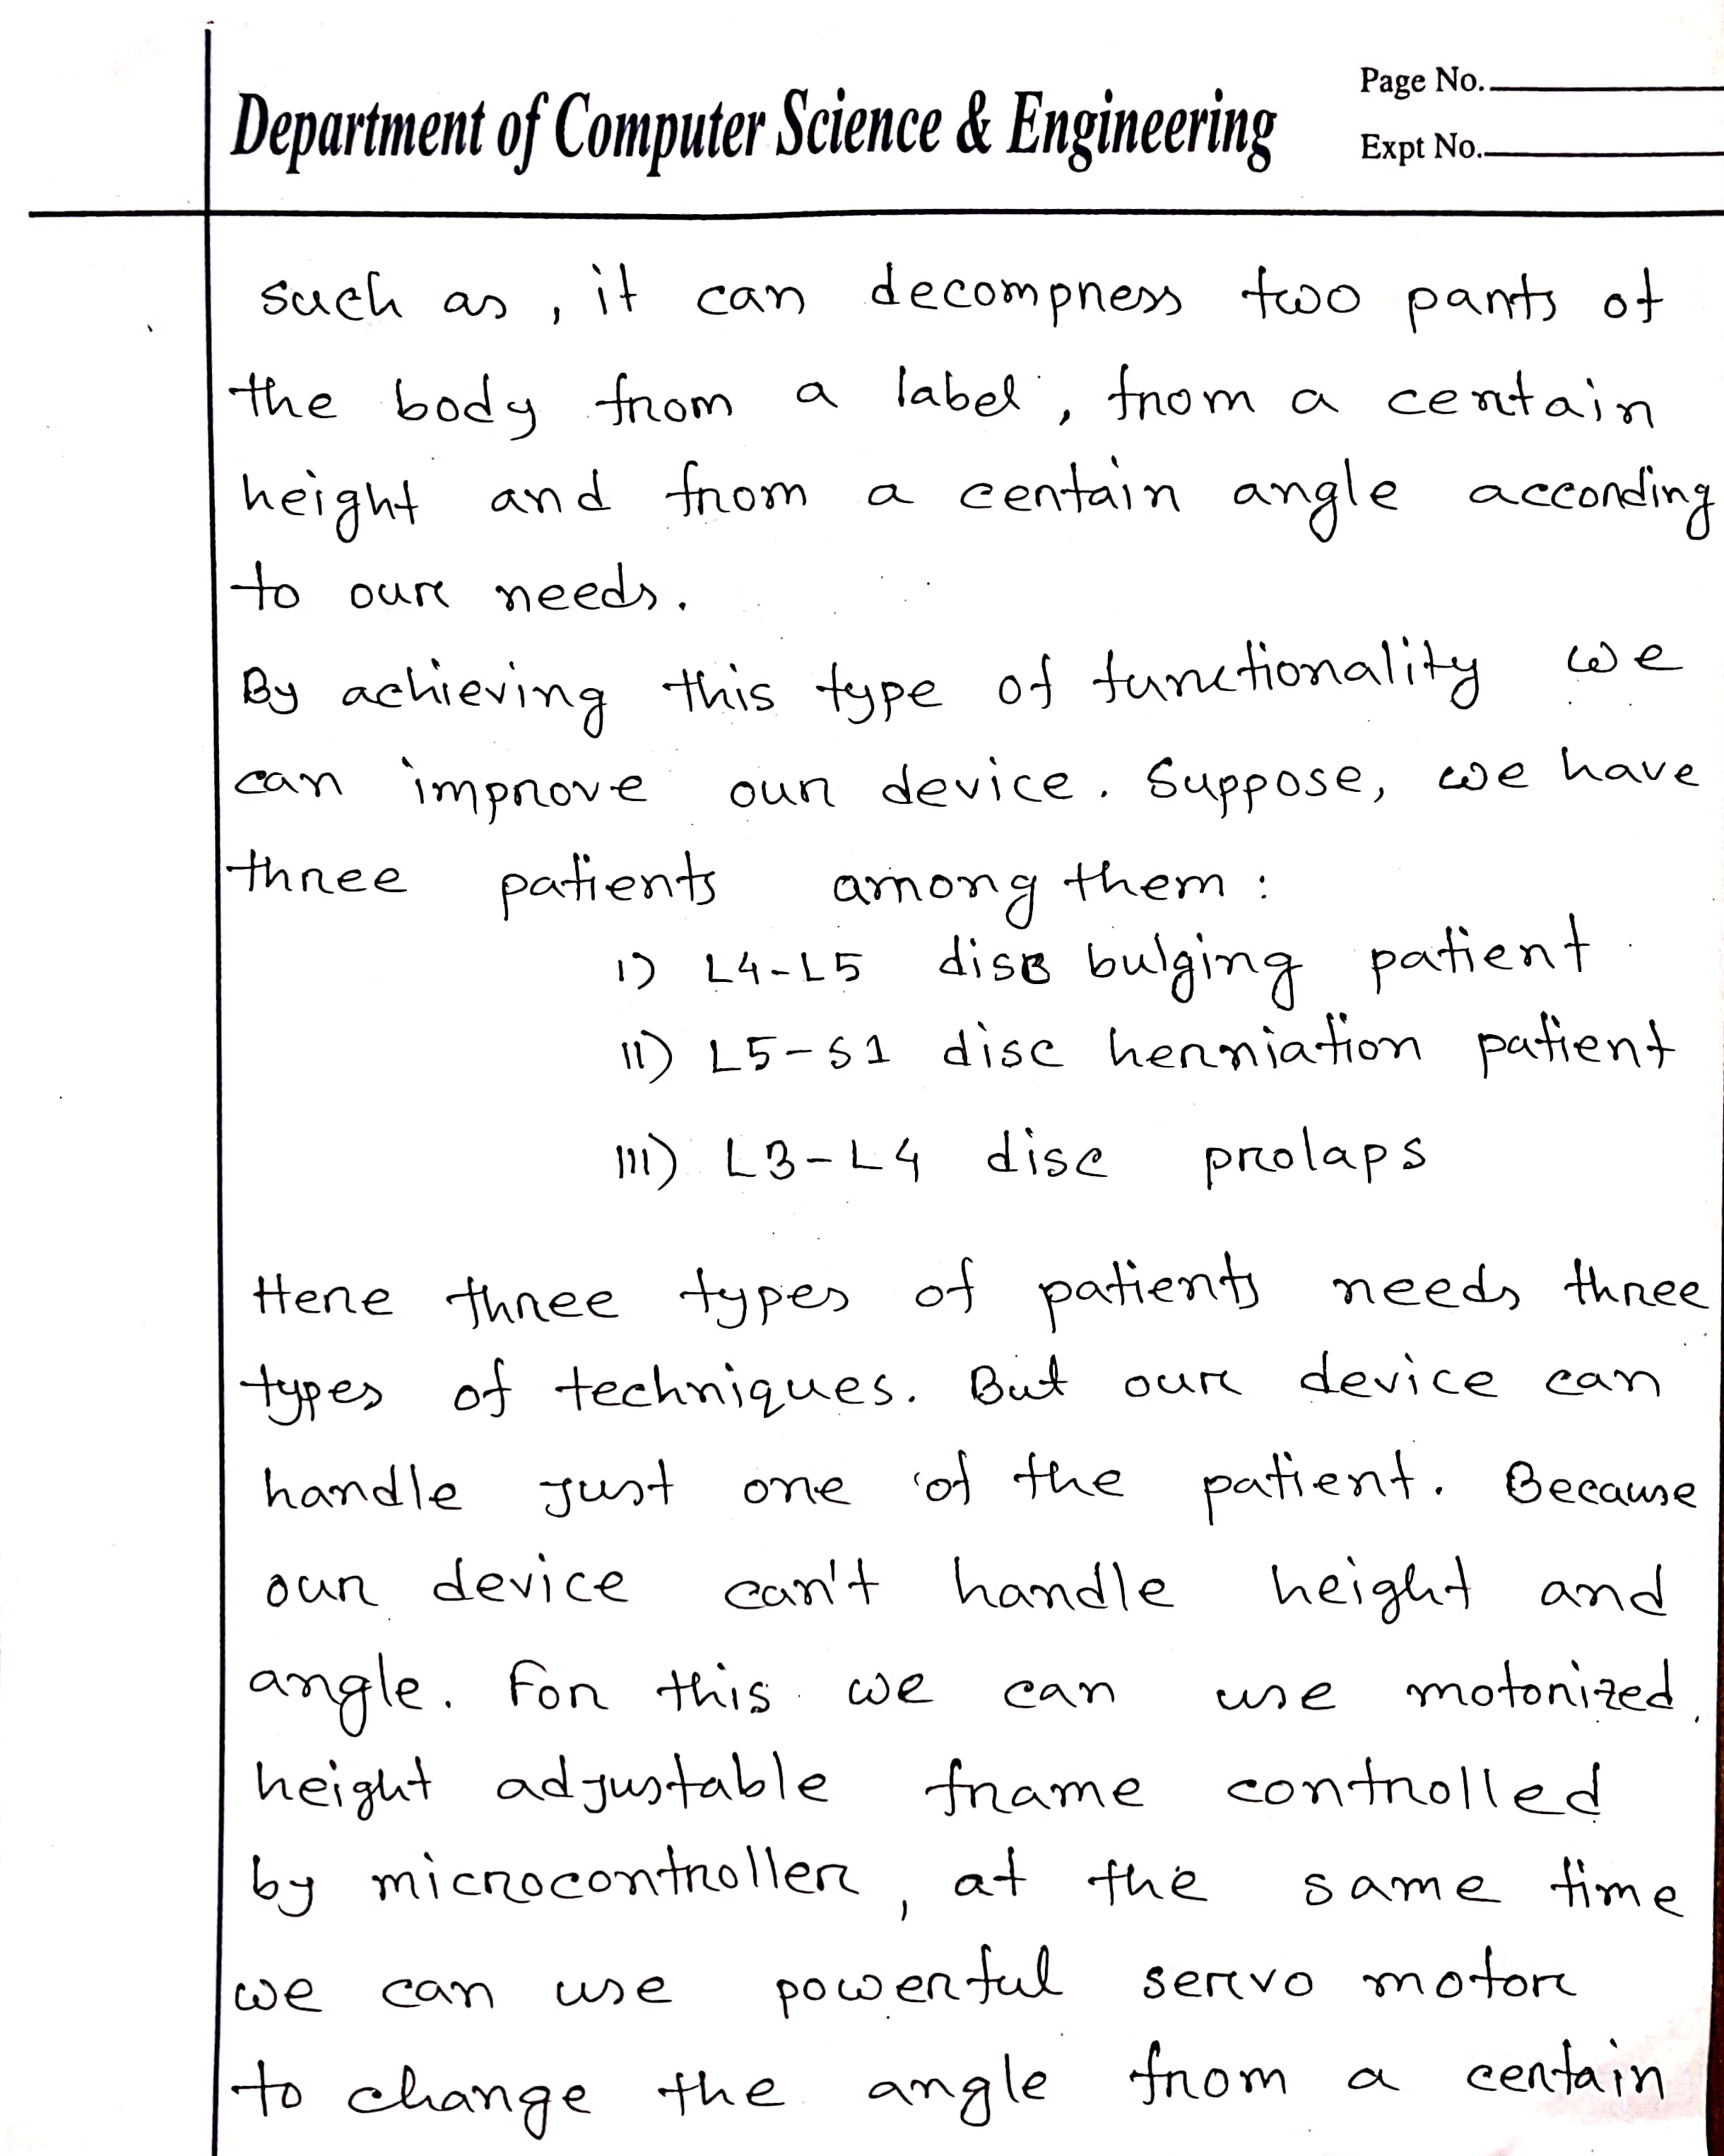 Department of Computer Science & Engineering
Page No.
Expt No.
such as, it can decompress two parts of
the body from a label, from a certain
height and from a certain angle according
to our needs.
By achieving this type of functionality we
can improve our device. Suppose, we have
three patients among them:
i) L4-L5 disc bulging patient
ii) L5-S1 disc herniation patient
iii) L3-L4 disc prolaps
Here three types of patients needs three
types of techniques. But our device can
handle just one of the patient. Because
our device can't handle height and
angle. For this we can use motorized
height adjustable frame controlled
by microcontroller, at the same time
we can use powerful servo motor
to change the angle from a certain